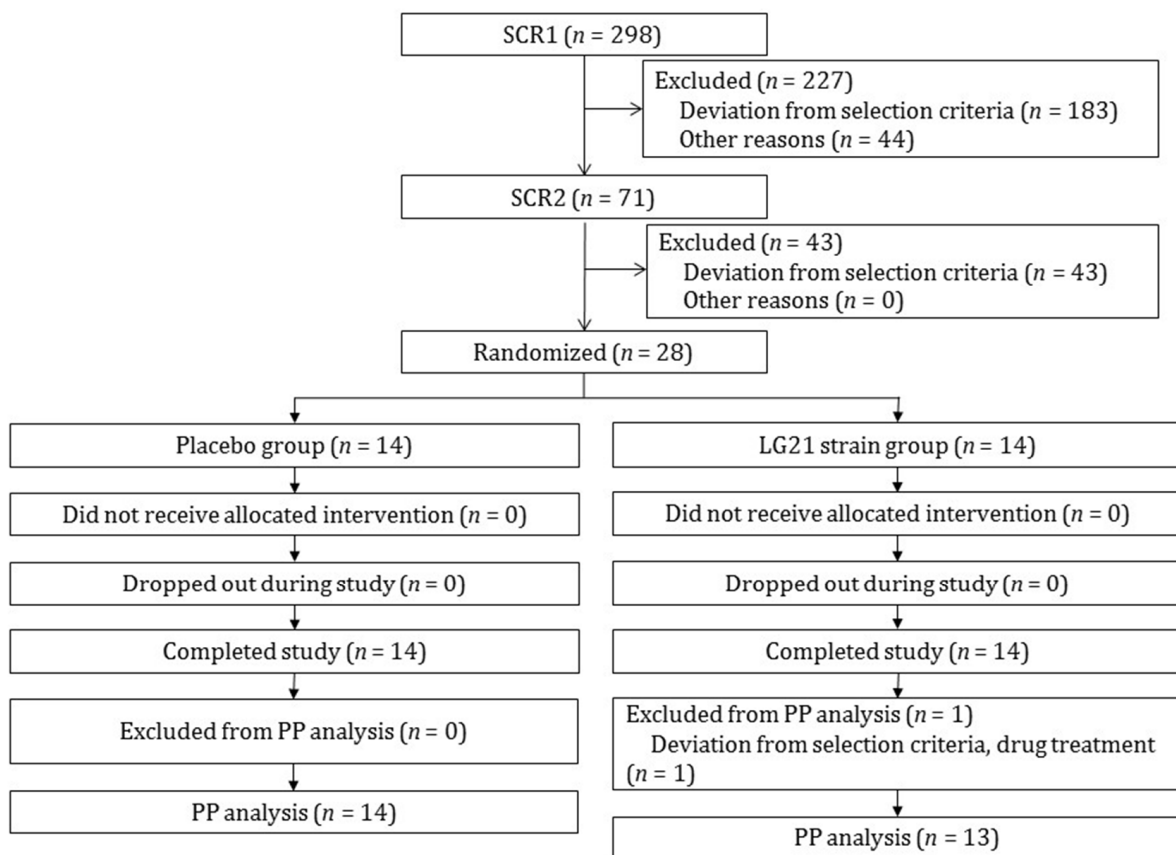 SCR1 (n = 298)
Excluded (n = 227)
Deviation from selection criteria (n = 183)
Other reasons (n = 44)
SCR2 (n = 71)
Excluded (n = 43)
Deviation from selection criteria (n = 43)
Other reasons (n = 0)
Randomized (n = 28)
Placebo group (n = 14)
Did not receive allocated intervention (n = 0)
Dropped out during study (n = 0)
Completed study (n = 14)
Excluded from PP analysis (n = 0)
PP analysis (n = 14)
LG21 strain group (n = 14)
Did not receive allocated intervention (n = 0)
Dropped out during study (n = 0)
Completed study (n = 14)
Excluded from PP analysis (n = 1)
Deviation from selection criteria, drug treatment
(n = 1)
PP analysis (n = 13)